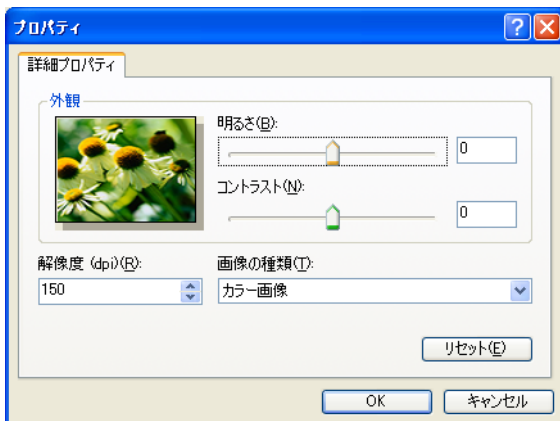 プロパティ
詳細プロパティ
外観
明るさ(B):
0
コントラスト(N):
0
解像度 (dpi)(R):
150
画像の種類(T):
カラー画像
リセット(E)
OK
キャンセル